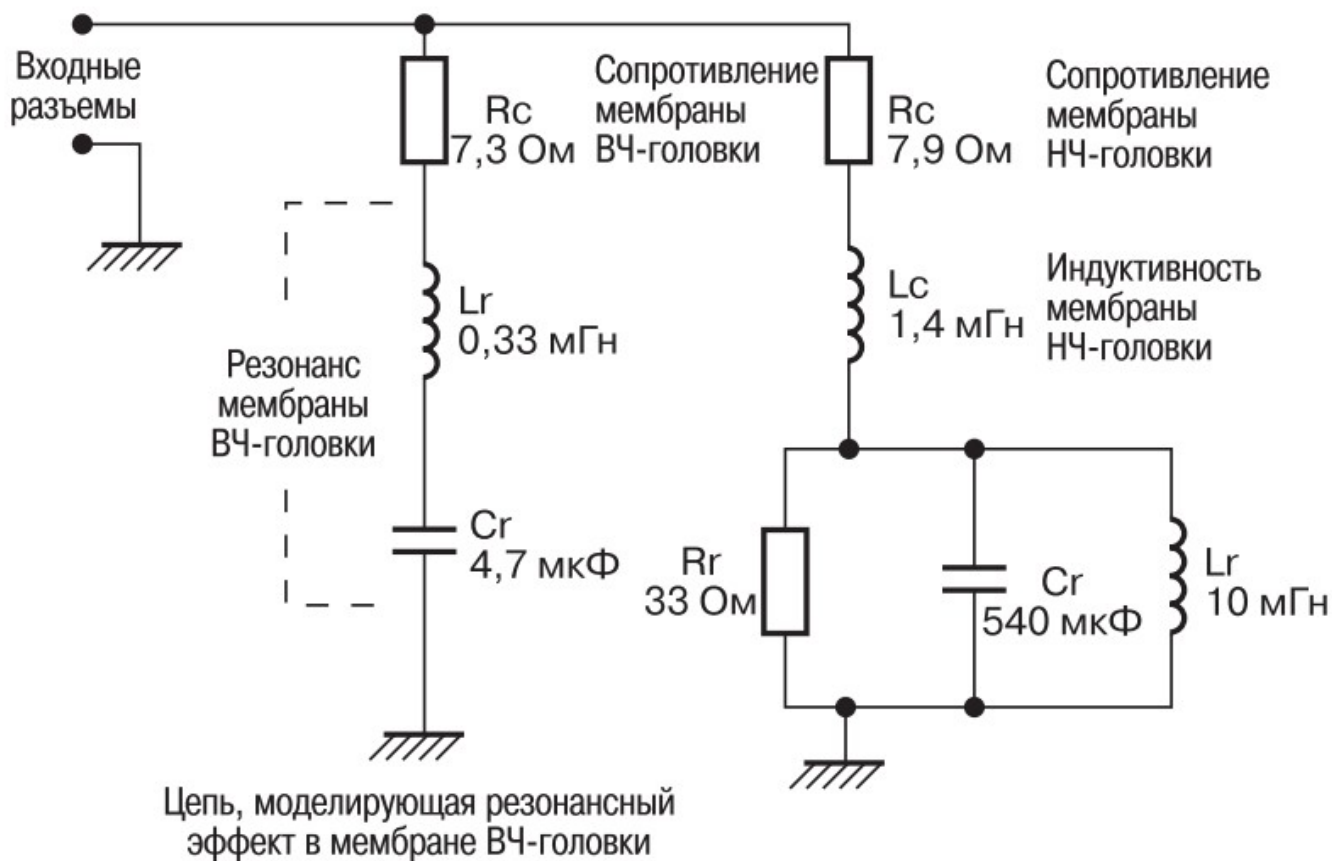 Входные
разъемы
Rc
7,3 Ом
Сопротивление
мембраны
ВЧ-головки
Rc
7,9 Ом
Сопротивление
мембраны
НЧ-головки
Lr
0,33 мГн
Lc
1,4 мГн
Индуктивность
мембраны
НЧ-головки
Резонанс
мембраны
ВЧ-головки
Cr
4,7 мкФ
Rr
33 Ом
Cr
540 мкФ
Lr
10 мГн
Цепь, моделирующая резонансный
эффект в мембране ВЧ-головки